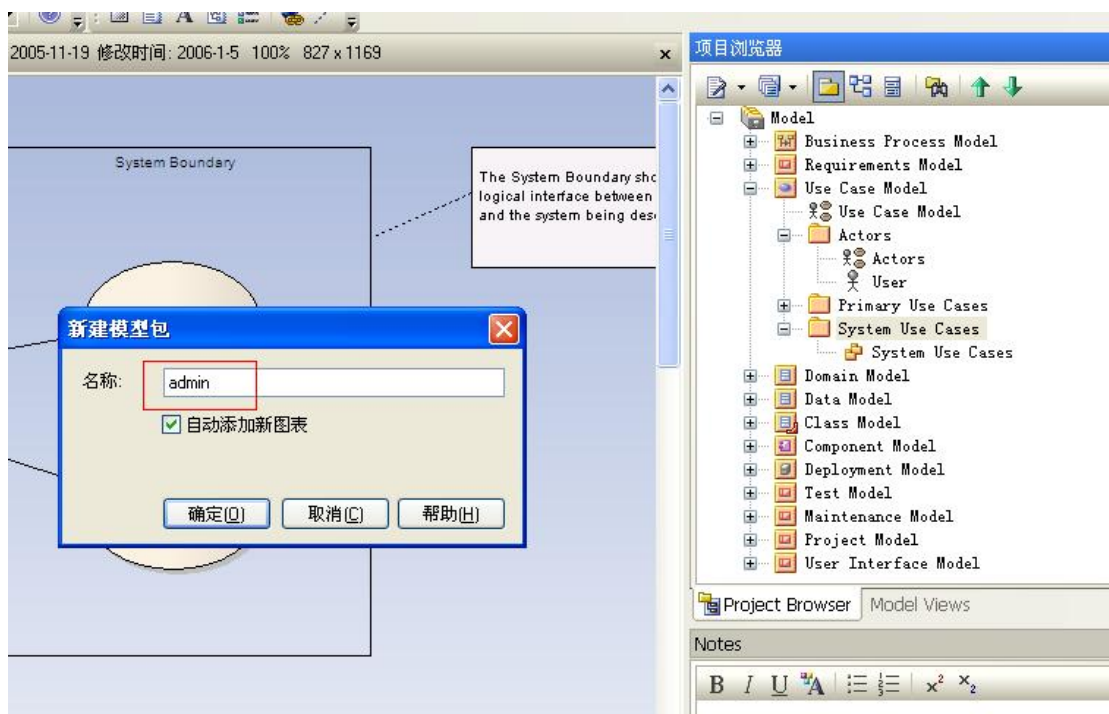 2005-11-19 修改时间: 2006-1-5 100% 827 x 1169
System Boundary
The System Boundary sho
logical interface between
and the system being des
新建模型包
名称: admin
自动添加新图表
确定(O) 取消(C) 帮助(H)
项目浏览器
Model
Business Process Model
Requirements Model
Use Case Model
Use Case Model
Actors
Actors
User
Primary Use Cases
System Use Cases
System Use Cases
Domain Model
Data Model
Class Model
Component Model
Deployment Model
Test Model
Maintenance Model
Project Model
User Interface Model
Project Browser Model Views
Notes
B I U A x² x₂